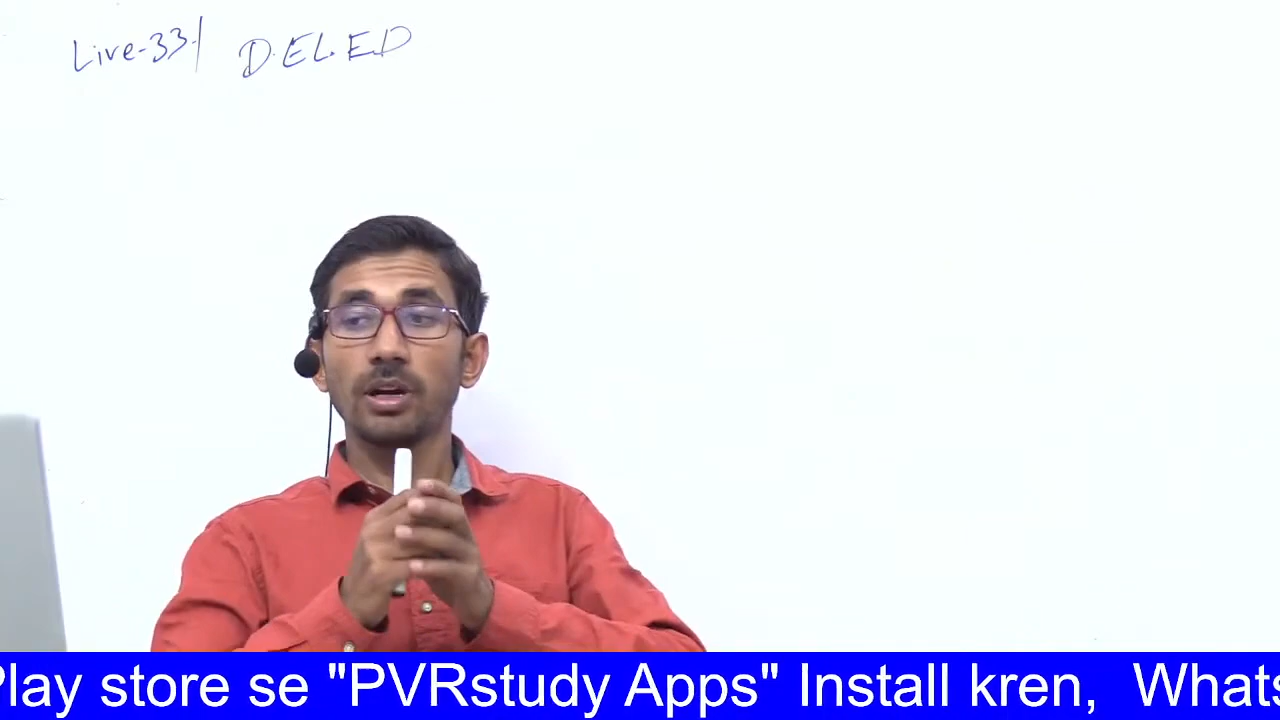 Live-33| D.EL.ED
Play store se "PVRstudy Apps" Install kren, Whats